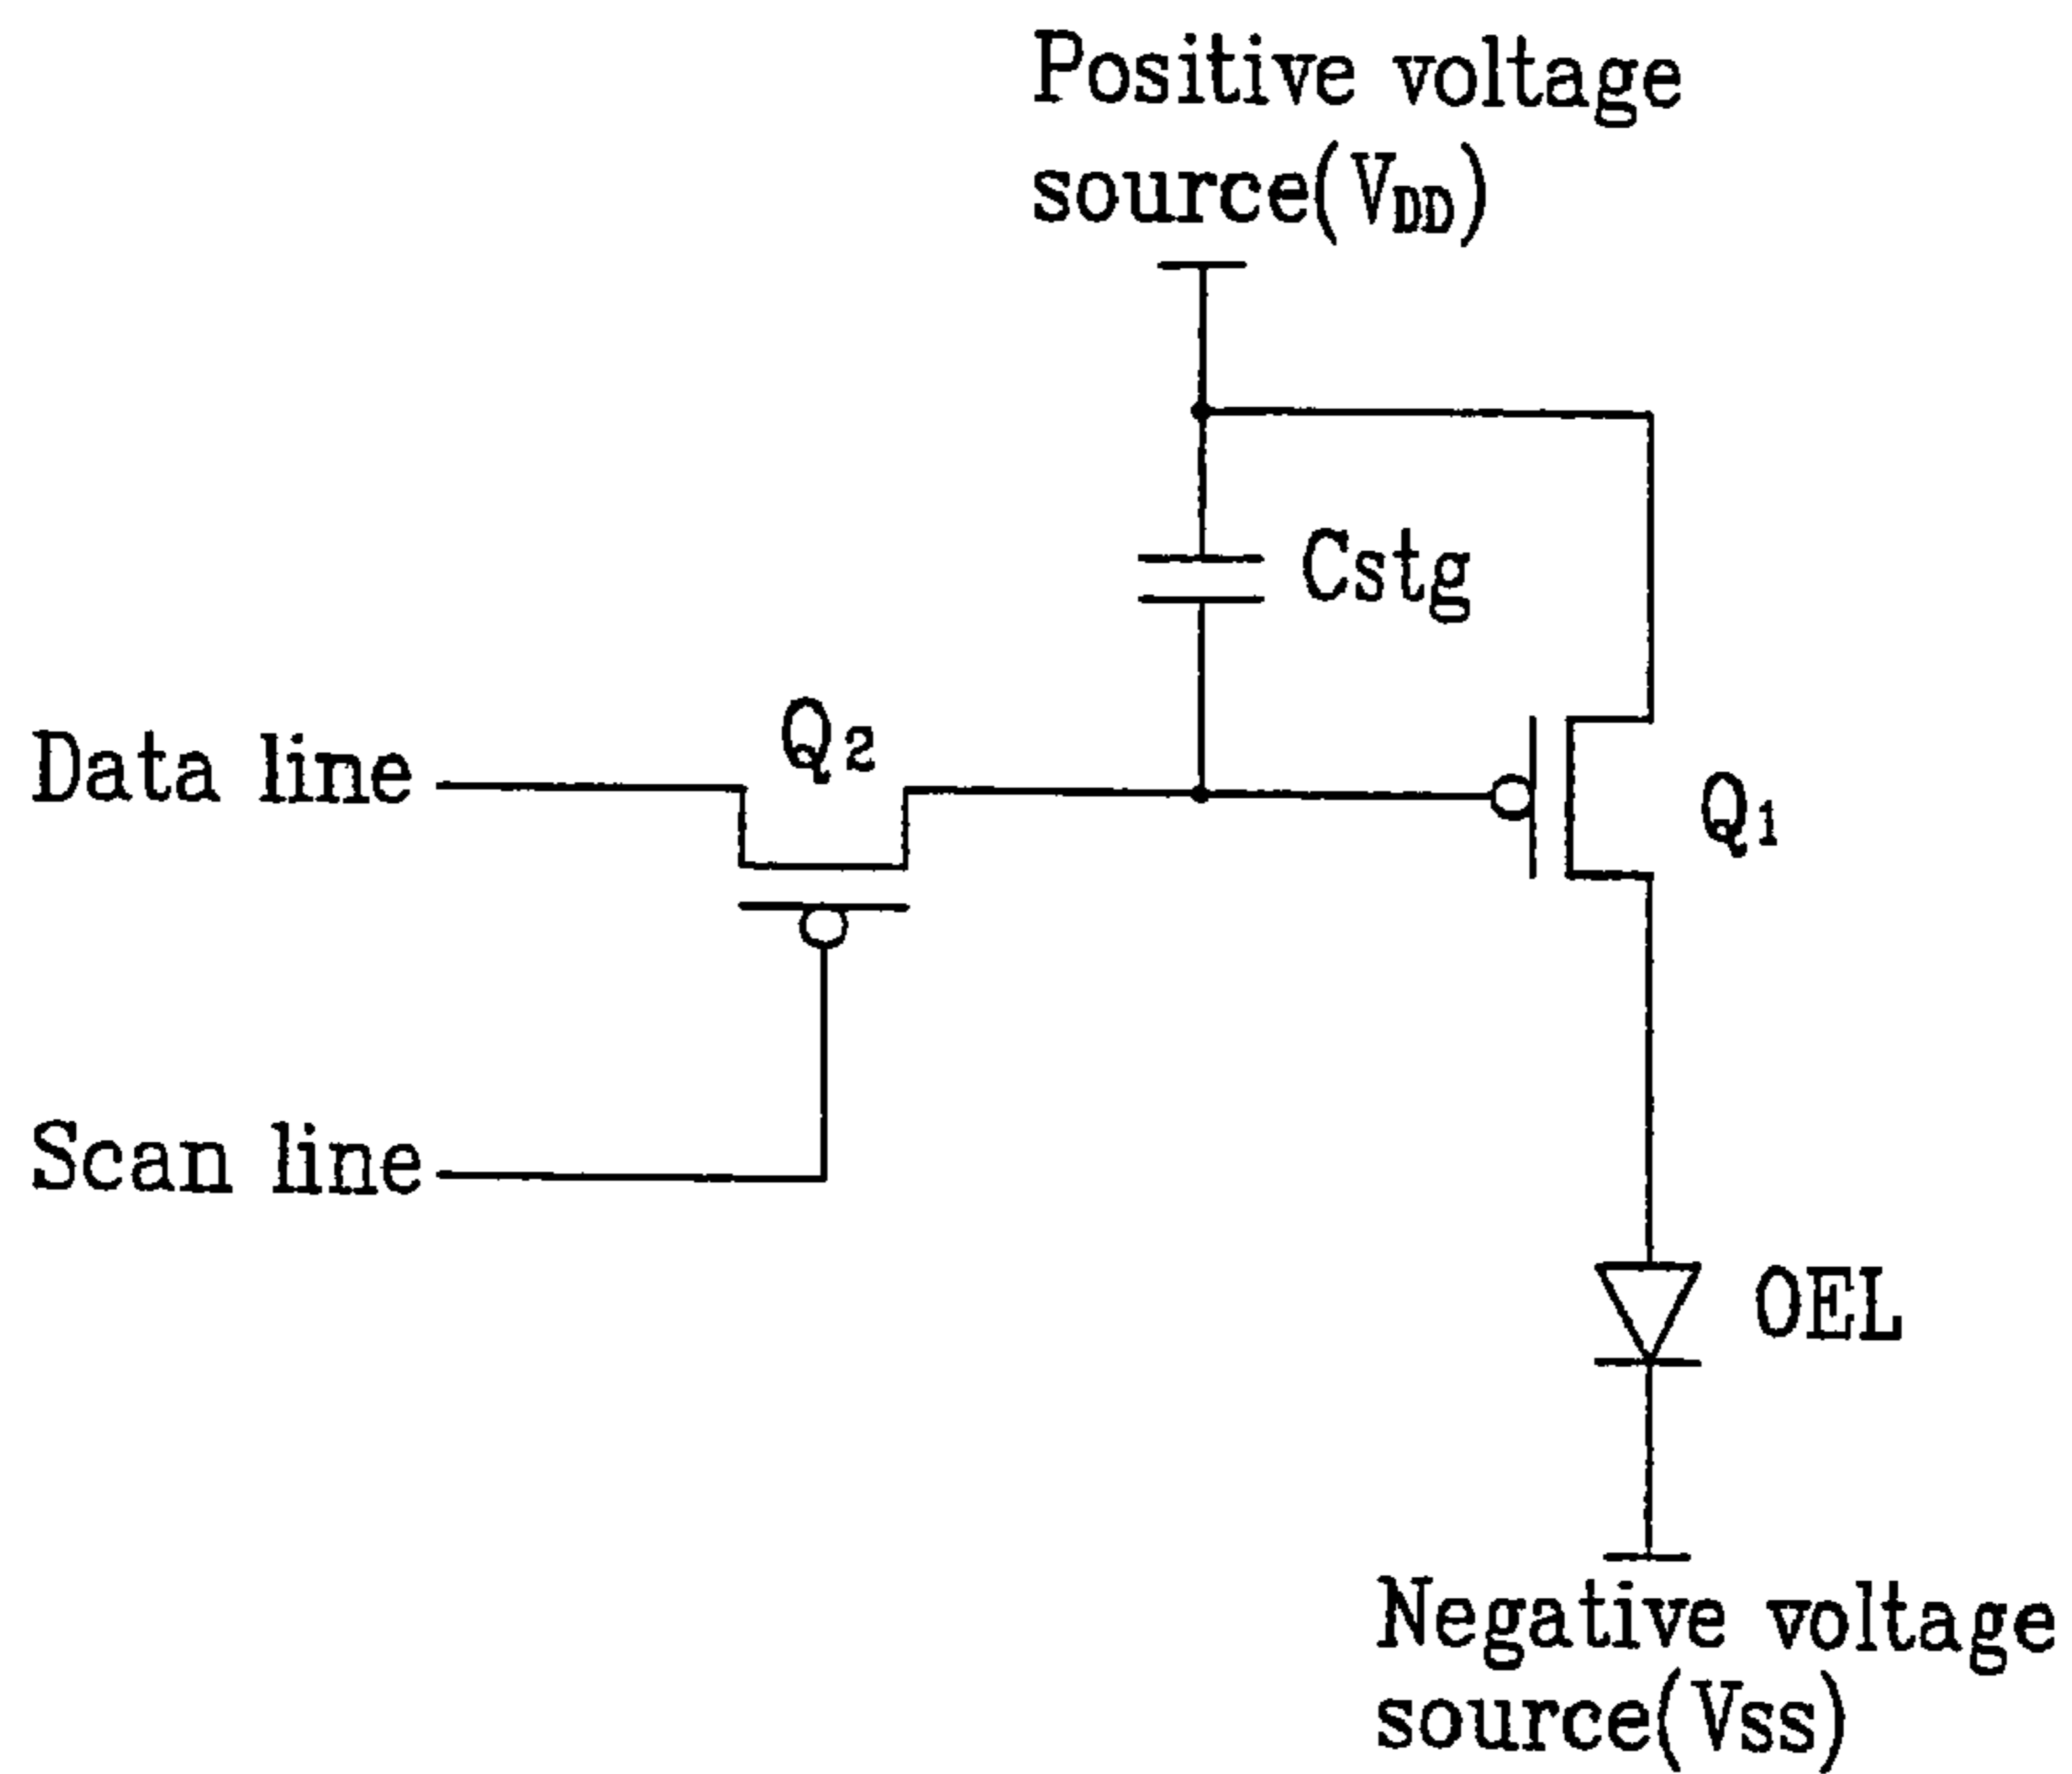 Positive voltage
source(VDD)
Cstg
Q2
Data line
Q1
Scan line
OEL
Negative voltage
source(Vss)